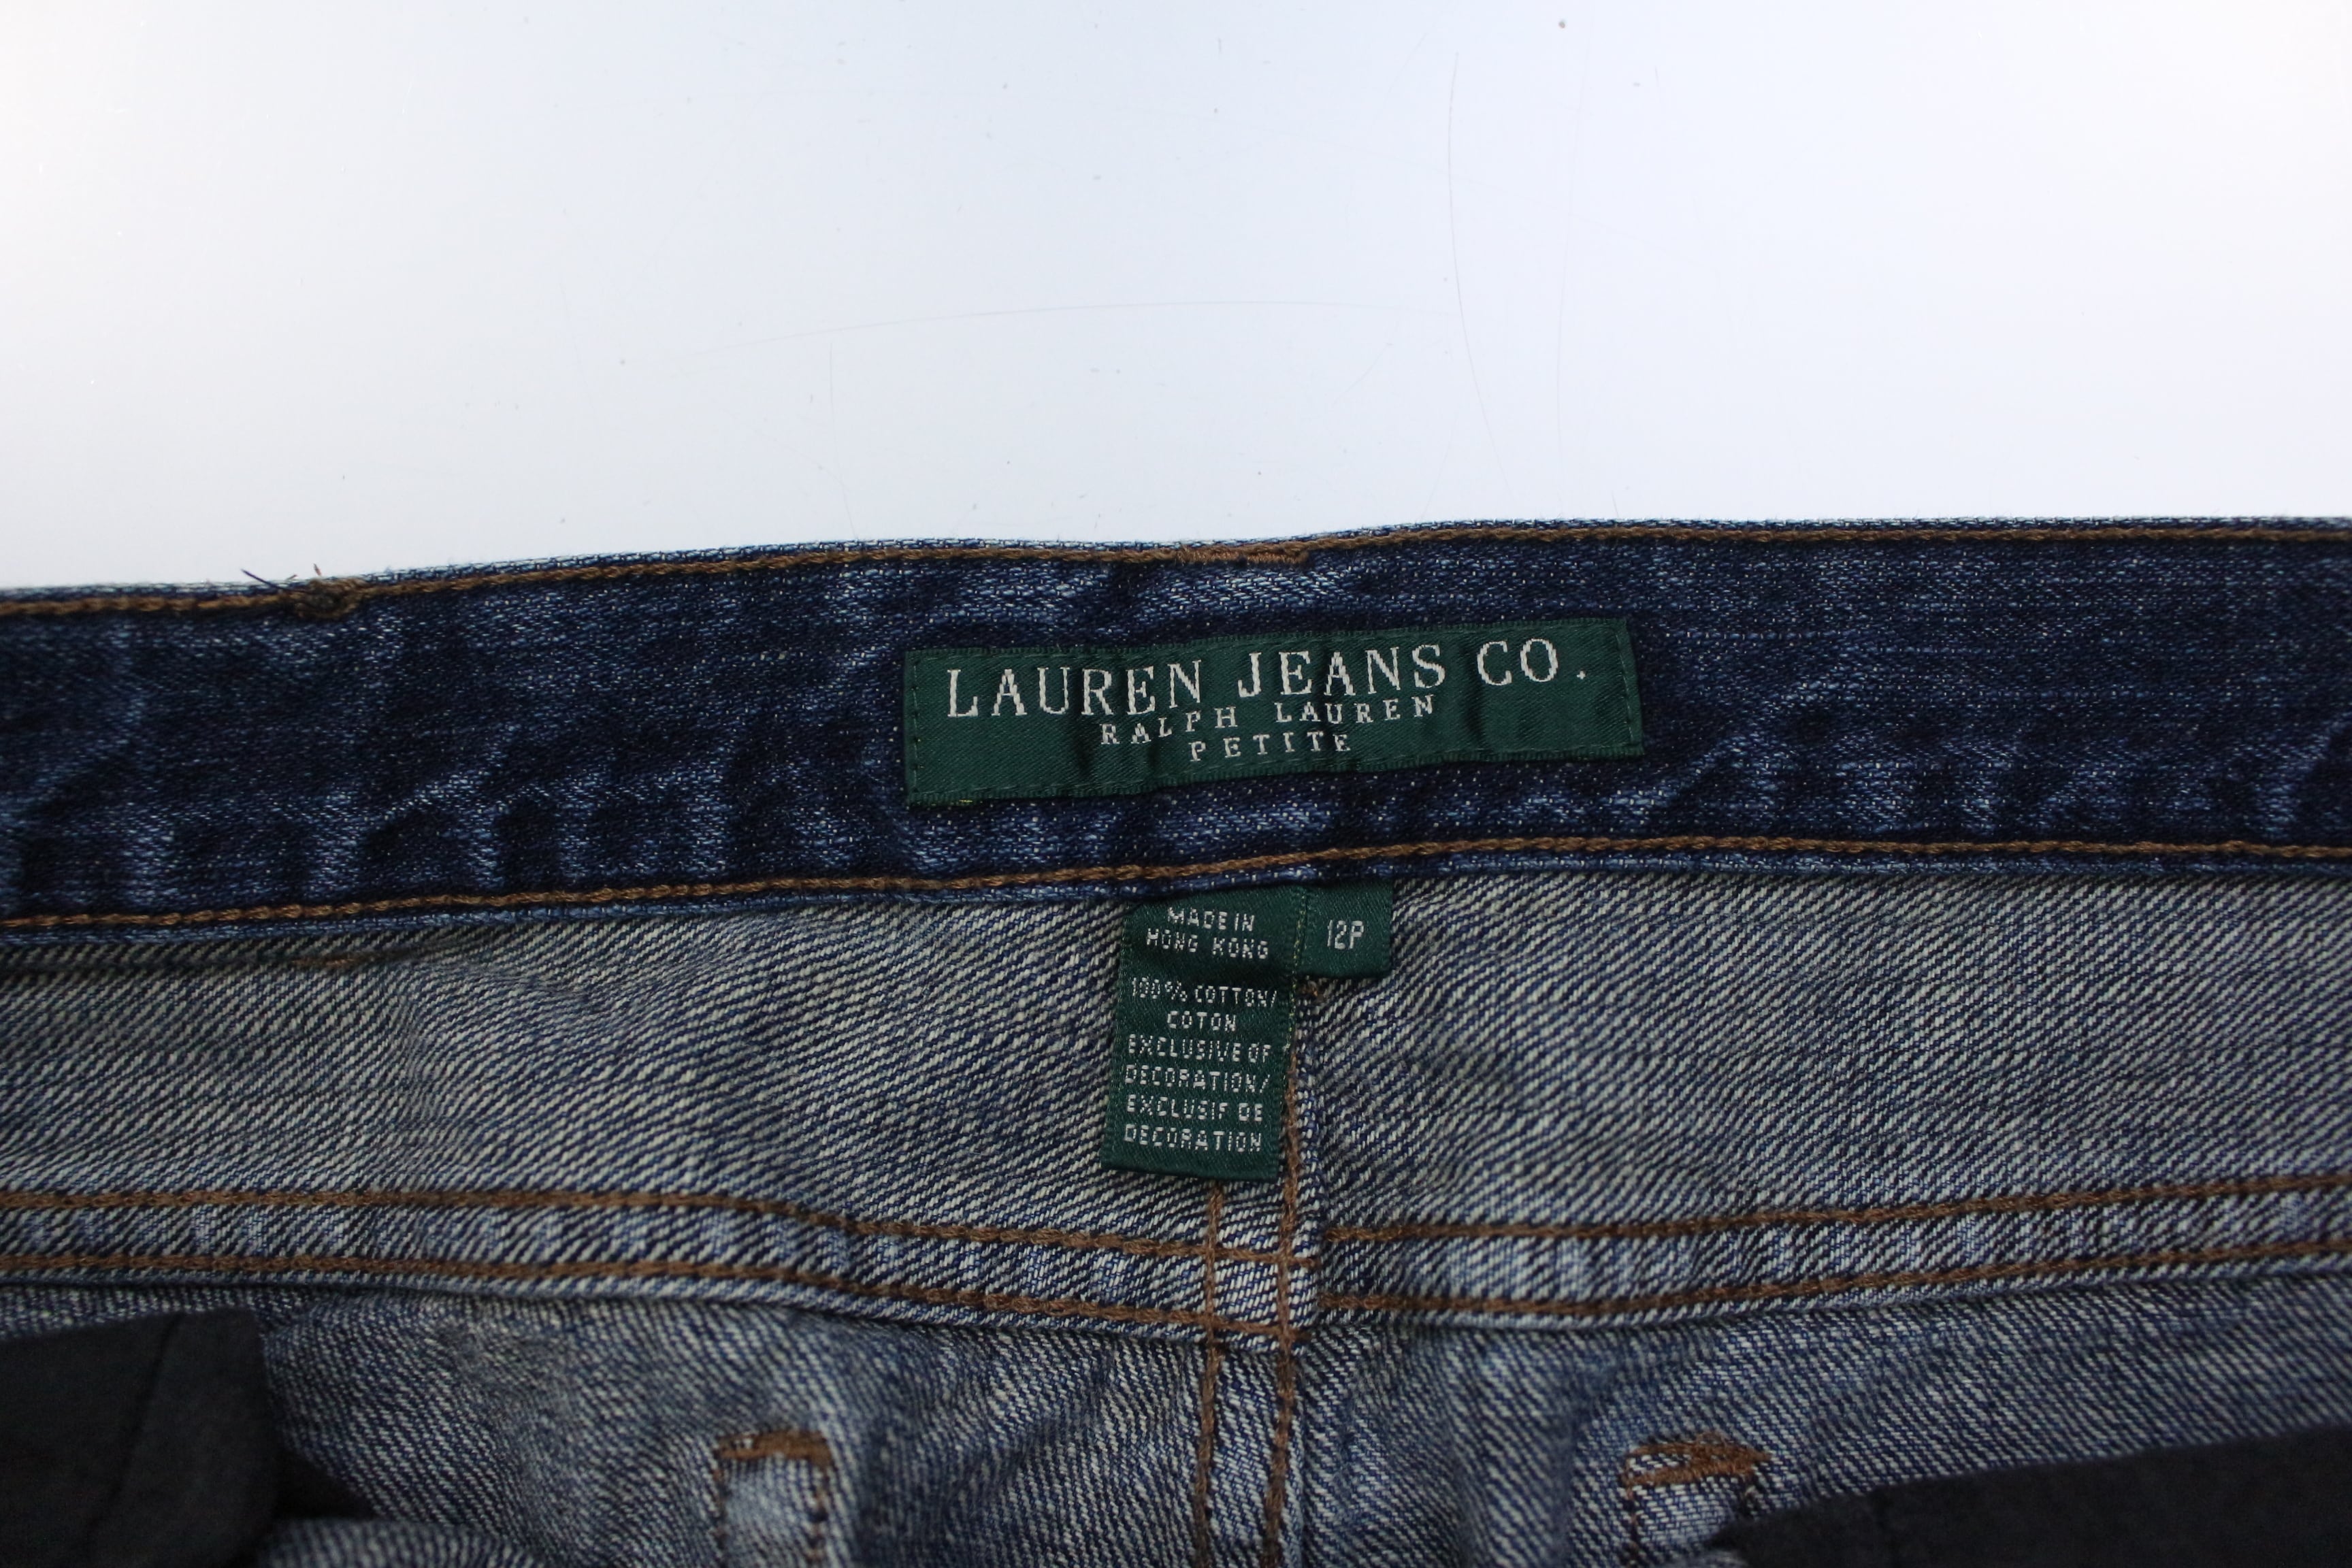 LAUREN JEANS CO.
RALPH LAUREN
PETITE
MADE IN
HONG KONG
12P
100% COTTON/
COTON
EXCLUSIVE OF
DECORATION/
EXCLUSIF DE
DECORATION